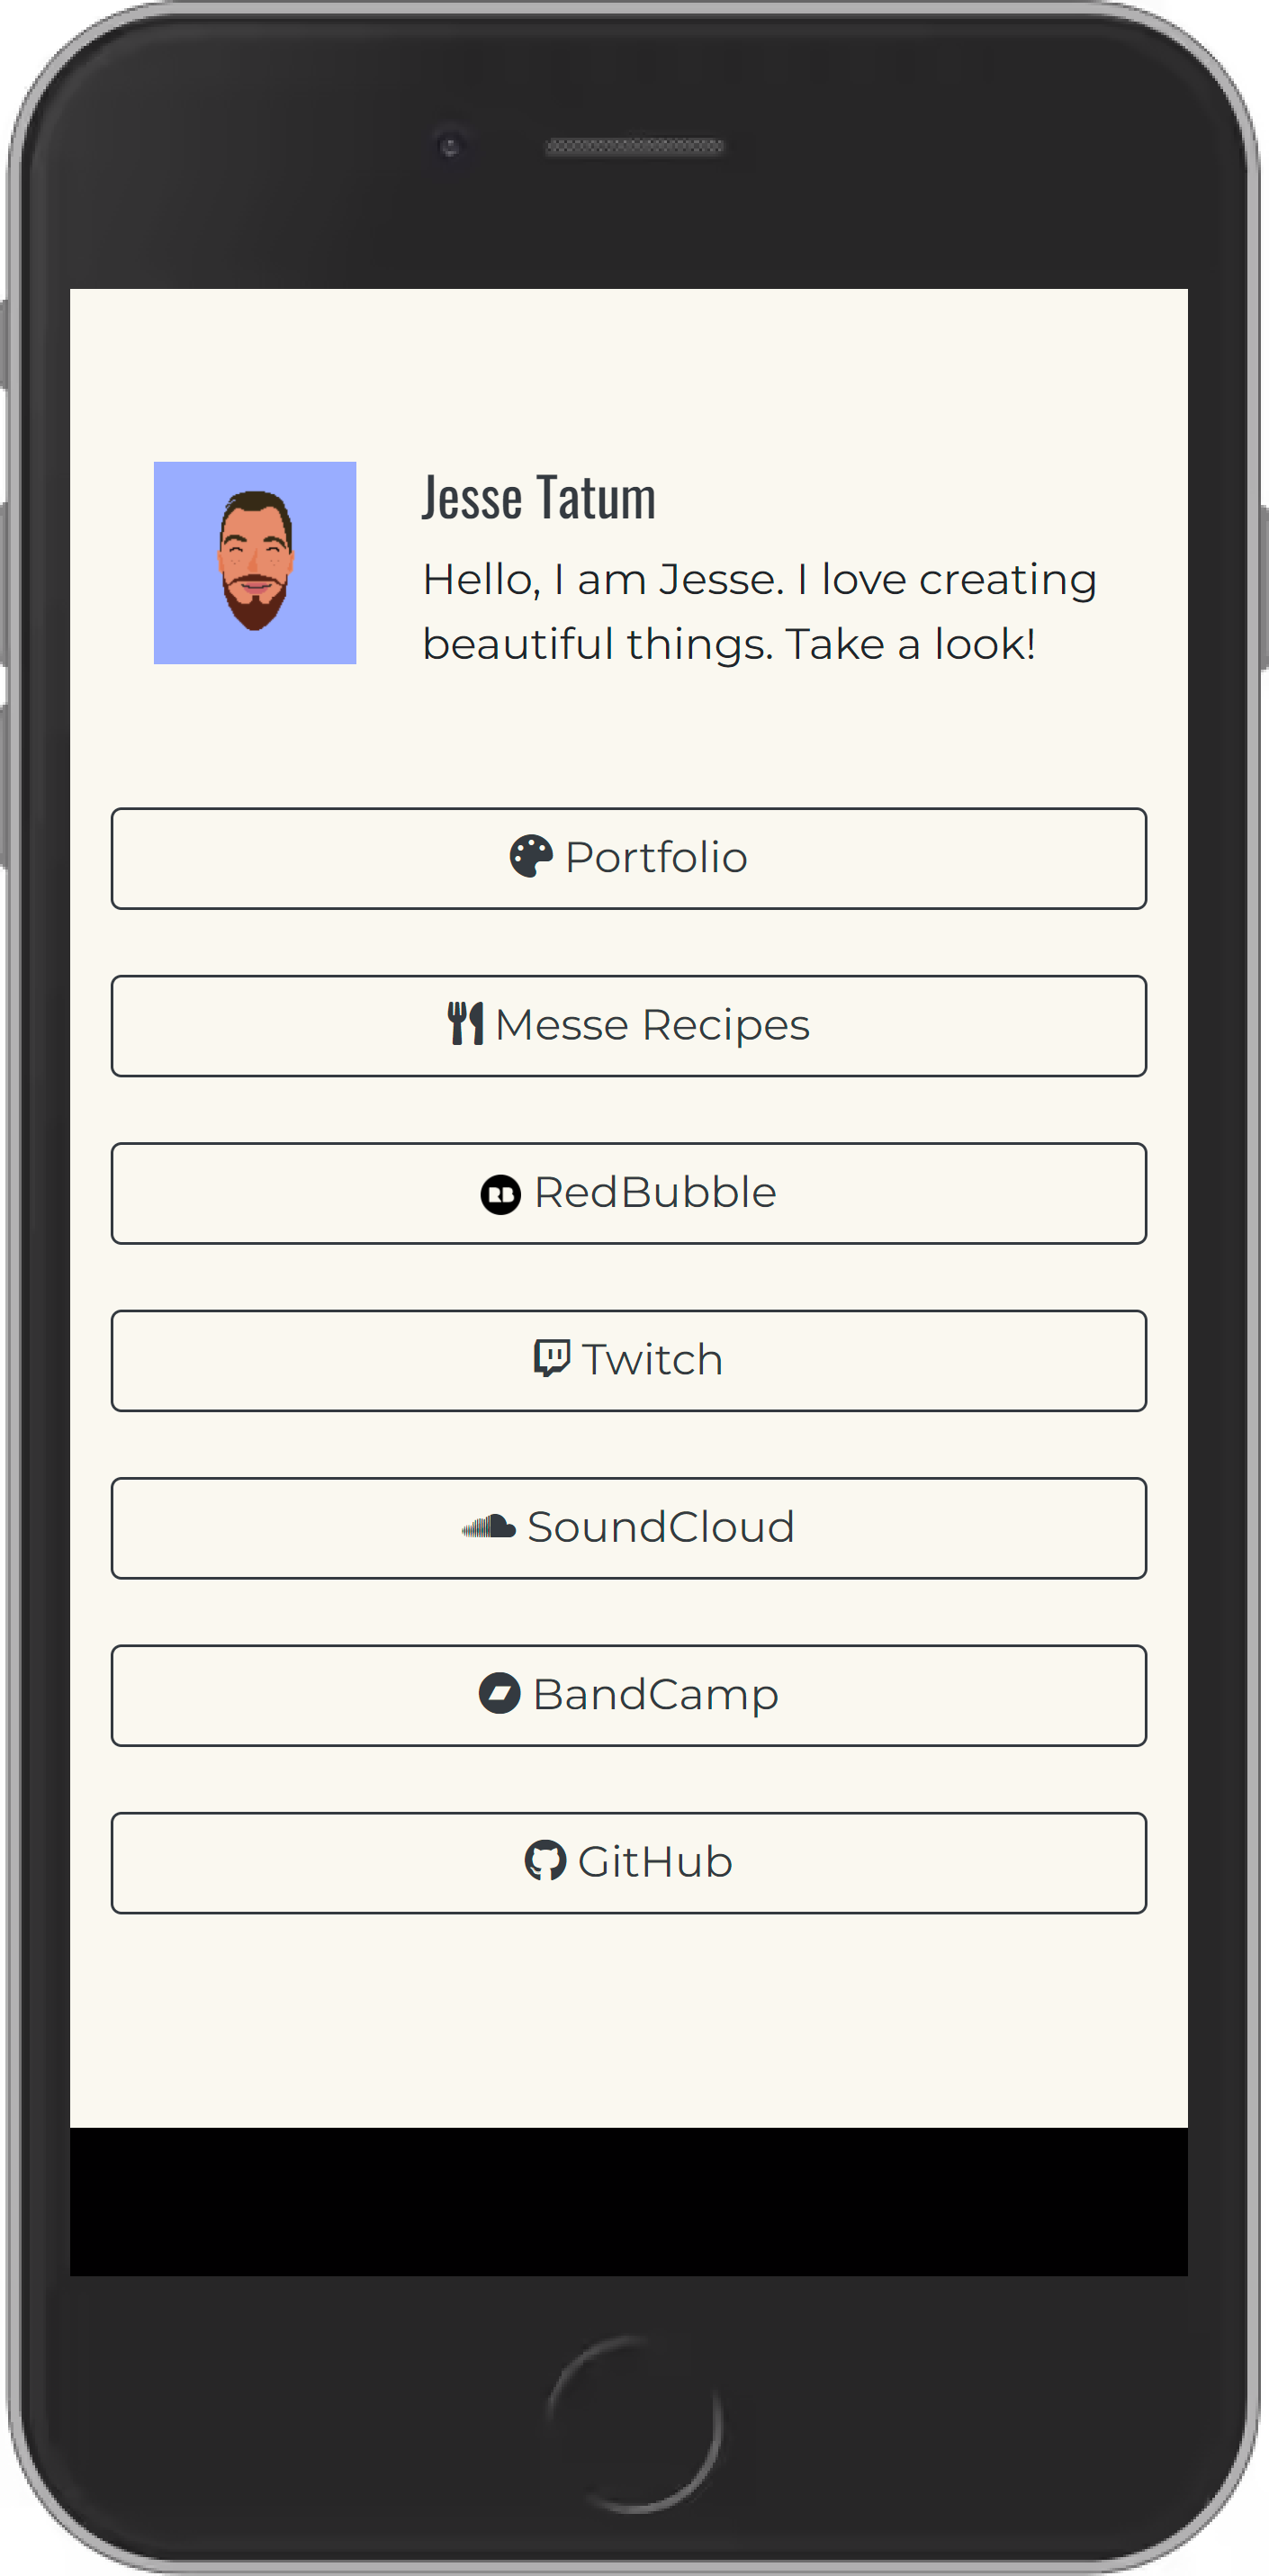 Jesse Tatum
Hello, I am Jesse. I love creating
beautiful things. Take a look!
Portfolio
Messe Recipes
RB RedBubble
Twitch
SoundCloud
BandCamp
GitHub